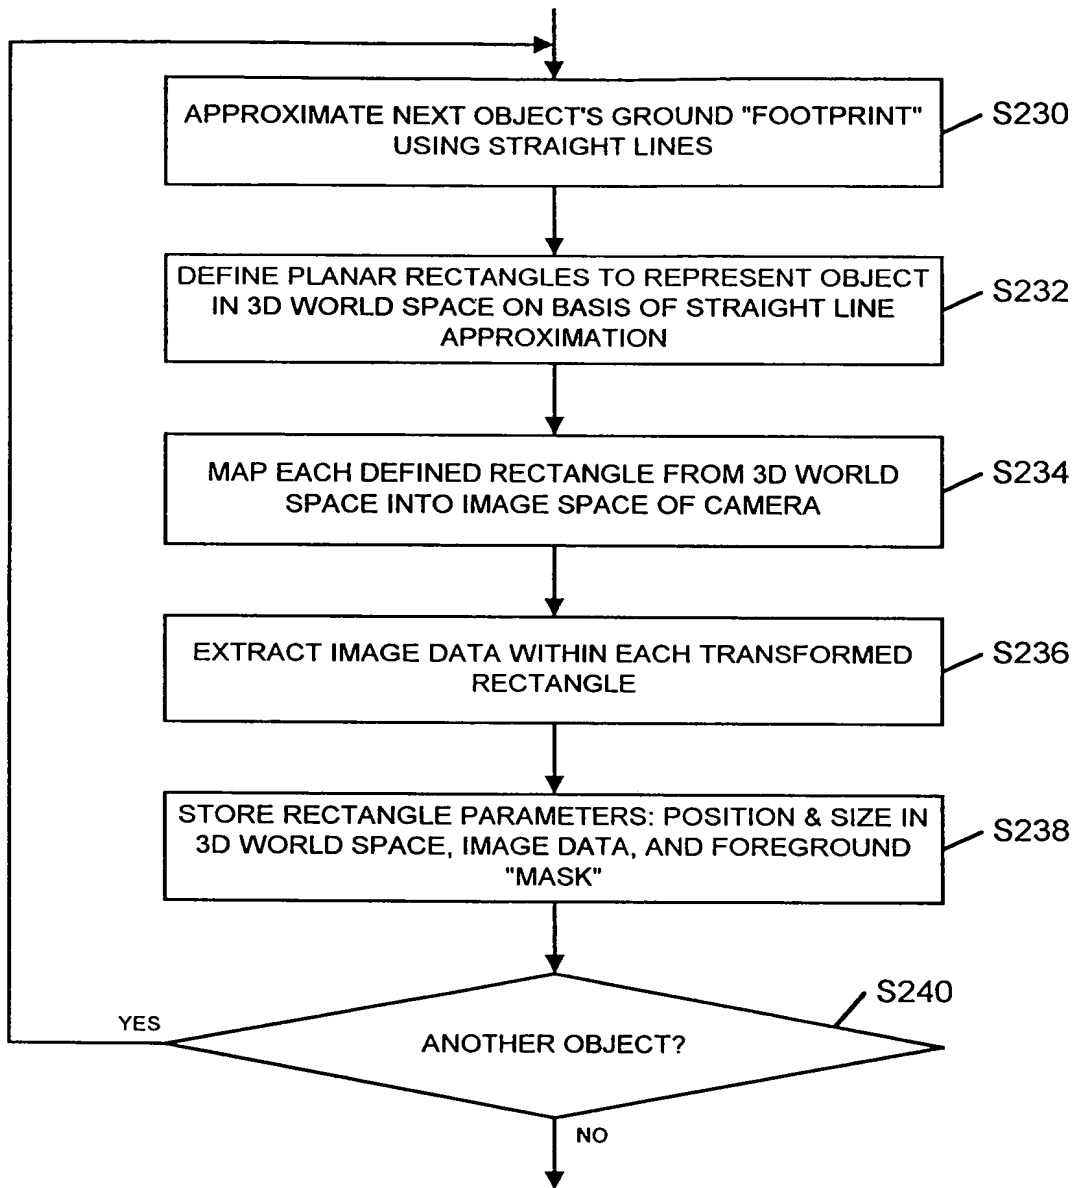 APPROXIMATE NEXT OBJECT'S GROUND "FOOTPRINT"
USING STRAIGHT LINES
S230
DEFINE PLANAR RECTANGLES TO REPRESENT OBJECT
IN 3D WORLD SPACE ON BASIS OF STRAIGHT LINE
APPROXIMATION
S232
MAP EACH DEFINED RECTANGLE FROM 3D WORLD
SPACE INTO IMAGE SPACE OF CAMERA
S234
EXTRACT IMAGE DATA WITHIN EACH TRANSFORMED
RECTANGLE
S236
STORE RECTANGLE PARAMETERS: POSITION & SIZE IN
3D WORLD SPACE, IMAGE DATA, AND FOREGROUND
"MASK"
S238
S240
YES
ANOTHER OBJECT?
NO